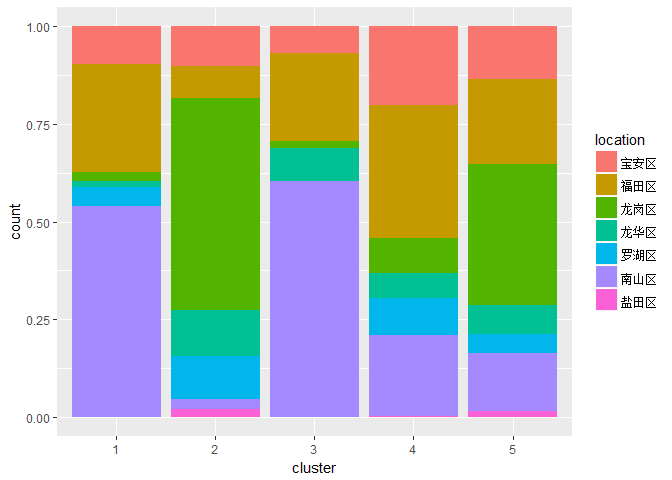 1.00
0.75
0.50
0.25
0.00
count
1 2 3 4 5
cluster
location
宝安区
福田区
龙岗区
龙华区
罗湖区
南山区
盐田区